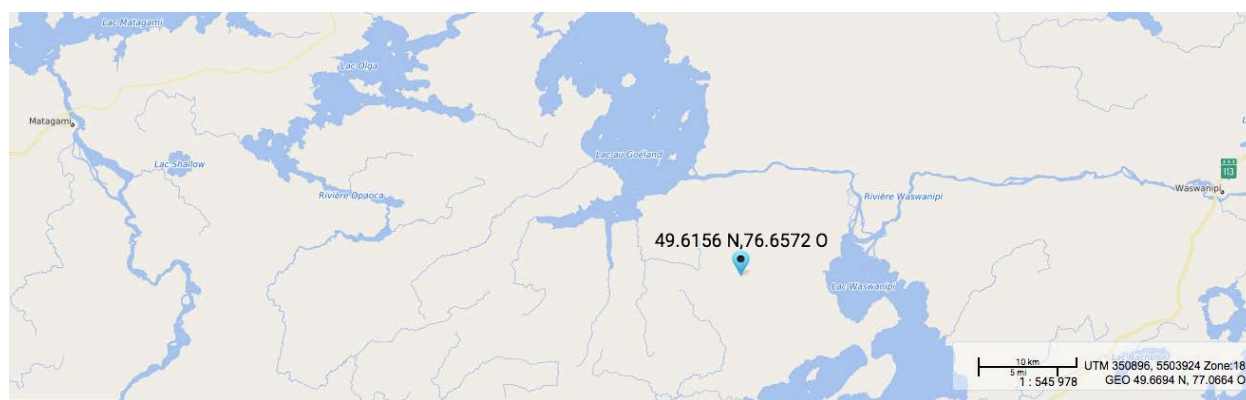 Lac Matagami
Lac Olga
Matagami
Lac Shallow
Lac au Goéland
113
Rivière Opaoca
Rivière Waswanipi
Waswanipi
49.6156 N,76.6572 O
Lac Waswanipi
10 km
5 mi
1 : 545 978
UTM 350896, 5503924 Zone:18
GEO 49.6694 N, 77.0664 O